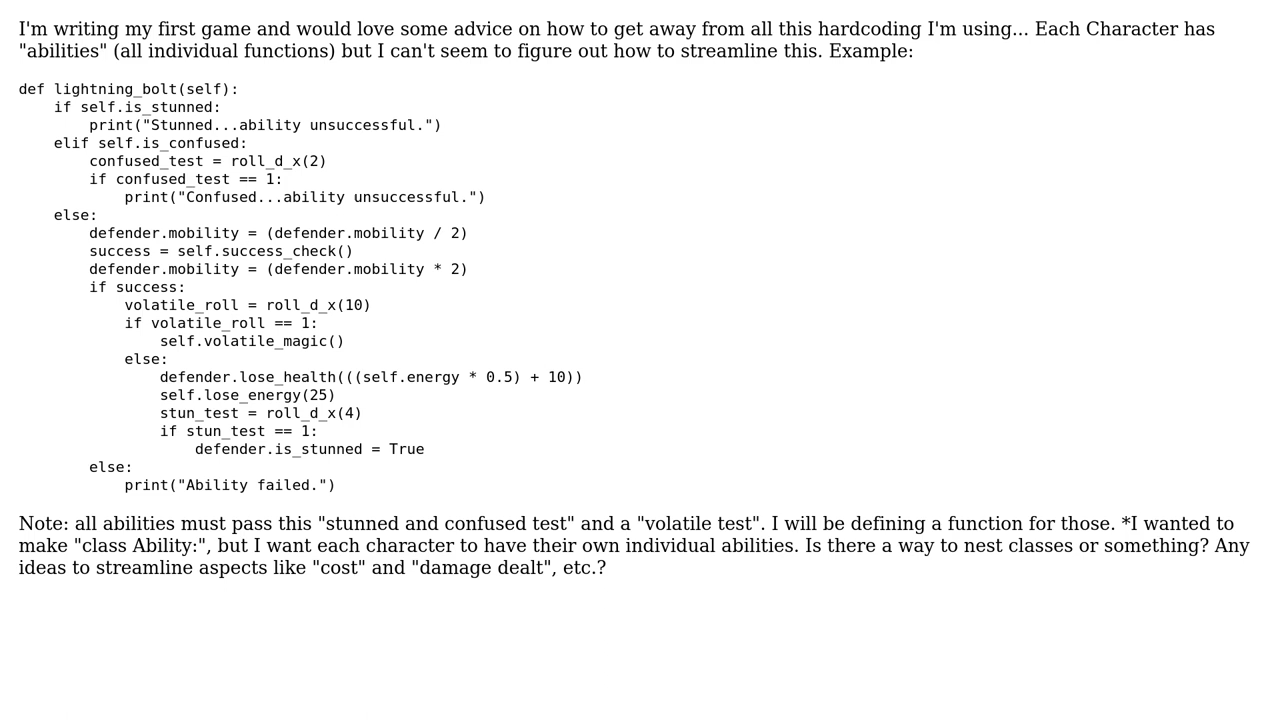 I'm writing my first game and would love some advice on how to get away from all this hardcoding I'm using... Each Character has
"abilities" (all individual functions) but I can't seem to figure out how to streamline this. Example:
def lightning_bolt(self):
    if self.is_stunned:
        print("Stunned...ability unsuccessful.")
    elif self.is_confused:
        confused_test = roll_d_x(2)
        if confused_test == 1:
            print("Confused...ability unsuccessful.")
    else:
        defender.mobility = (defender.mobility / 2)
        success = self.success_check()
        defender.mobility = (defender.mobility * 2)
        if success:
            volatile_roll = roll_d_x(10)
            if volatile_roll == 1:
                self.volatile_magic()
            else:
                defender.lose_health(((self.energy * 0.5) + 10))
                self.lose_energy(25)
                stun_test = roll_d_x(4)
                if stun_test == 1:
                    defender.is_stunned = True
        else:
            print("Ability failed.")
Note: all abilities must pass this "stunned and confused test" and a "volatile test". I will be defining a function for those. *I wanted to
make "class Ability:", but I want each character to have their own individual abilities. Is there a way to nest classes or something? Any
ideas to streamline aspects like "cost" and "damage dealt", etc.?